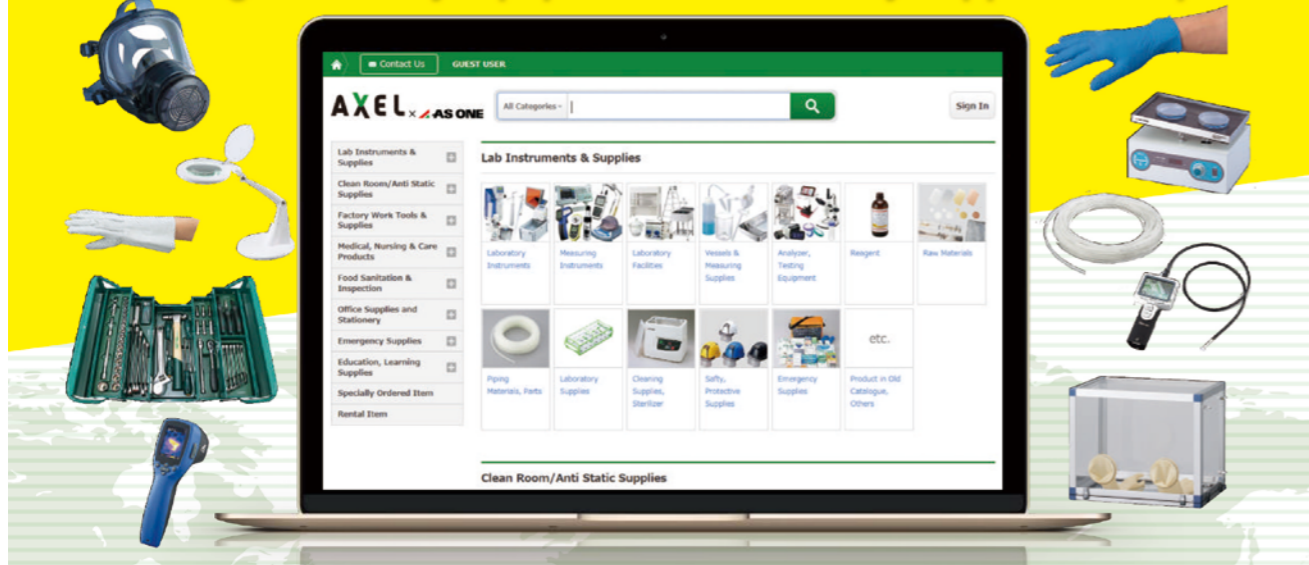 Contact Us
GUEST USER
AXEL × AS ONE
All Categories
Sign In
Lab Instruments &
Supplies
Clean Room/Anti Static
Supplies
Factory Work Tools &
Supplies
Medical, Nursing & Care
Products
Food Sanitation &
Inspection
Office Supplies and
Stationery
Emergency Supplies
Education, Learning
Supplies
Specially Ordered Item
Rental Item
Lab Instruments & Supplies
Laboratory
Instruments
Measuring
Instruments
Laboratory
Facilities
Vessels &
Measuring
Supplies
Analyzer,
Testing
Equipment
Reagent
Raw Materials
Piping
Materials, Parts
Laboratory
Supplies
Cleaning
Supplies,
Sterilizer
Safty,
Protective
Supplies
Emergency
Supplies
etc.
Product in Old
Catalogue,
Others
Clean Room/Anti Static Supplies